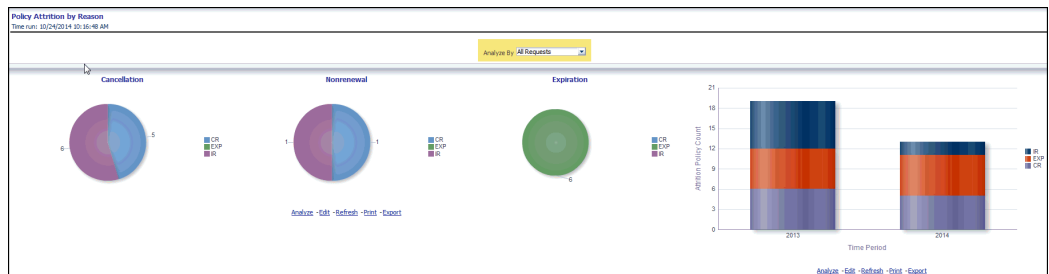 Policy Attrition by Reason
Time run: 10/24/2014 10:16:48 AM
Analyze By All Requests
Cancellation
5
6
CR
EXP
IR
Nonrenewal
1
1
CR
EXP
IR
Analyze - Edit - Refresh - Print - Export
Expiration
6
CR
EXP
IR
21
18
15
12
9
6
3
0
Attrition Policy Count
2013
2014
Time Period
IR
EXP
CR
Analyze - Edit - Refresh - Print - Export